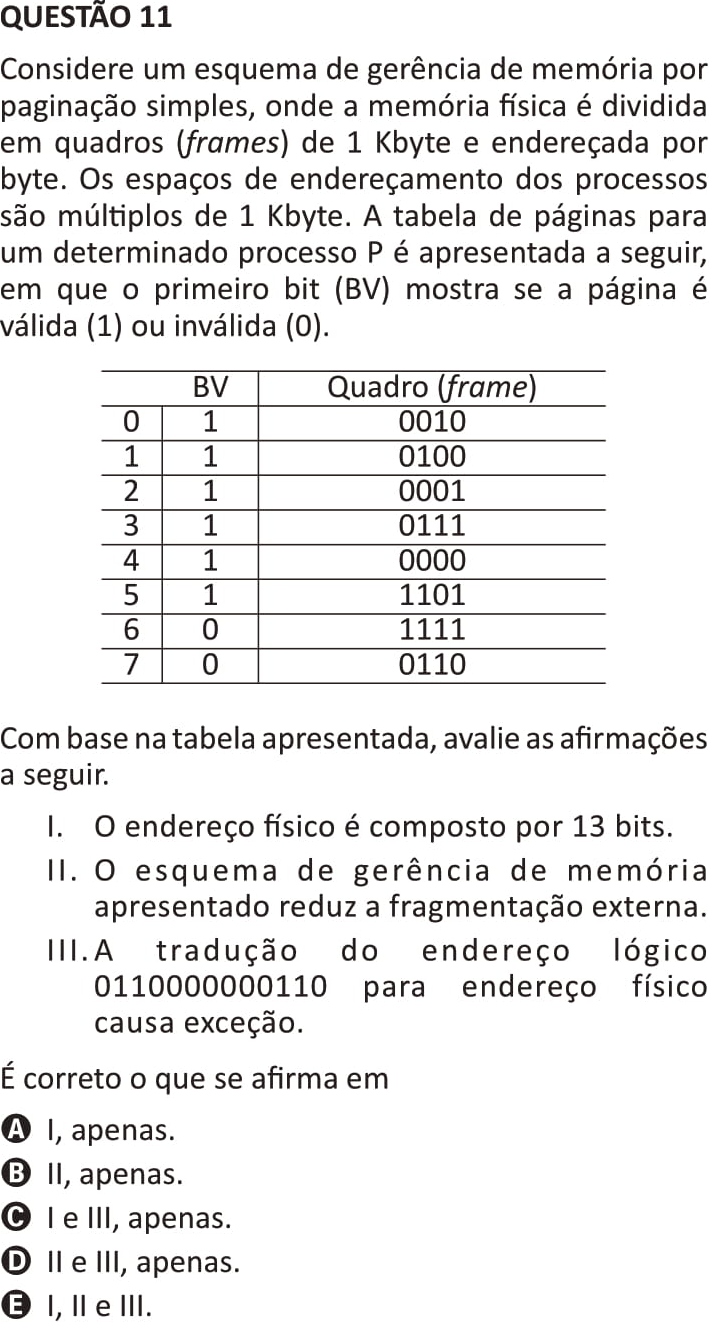 QUESTÃO 11
Considere um esquema de gerência de memória por
paginação simples, onde a memória física é dividida
em quadros (frames) de 1 Kbyte e endereçada por
byte. Os espaços de endereçamento dos processos
são múltiplos de 1 Kbyte. A tabela de páginas para
um determinado processo P é apresentada a seguir,
em que o primeiro bit (BV) mostra se a página é
válida (1) ou inválida (0).
BV Quadro (frame)
0 1 0010
1 1 0100
2 1 0001
3 1 0111
4 1 0000
5 1 1101
6 0 1111
7 0 0110
Com base na tabela apresentada, avalie as afirmações
a seguir.
I. O endereço físico é composto por 13 bits.
II. O esquema de gerência de memória
apresentado reduz a fragmentação externa.
III. A tradução do endereço lógico
0110000000110 para endereço físico
causa exceção.
É correto o que se afirma em
A I, apenas.
B II, apenas.
C I e III, apenas.
D II e III, apenas.
E I, II e III.